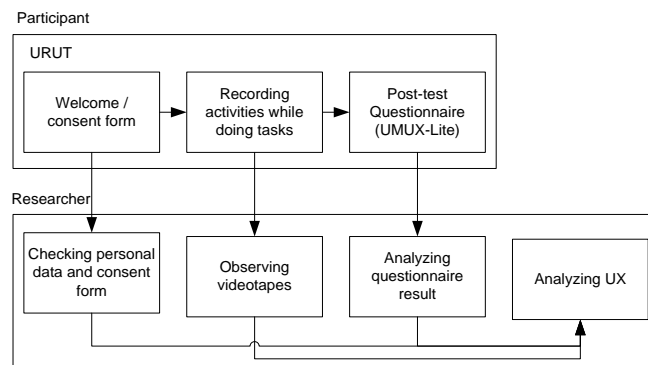 Participant
URUT
Welcome /
consent form
Recording
activities while
doing tasks
Post-test
Questionnaire
(UMUX-Lite)
Researcher
Checking personal
data and consent
form
Observing
videotapes
Analyzing
questionnaire
result
Analyzing UX